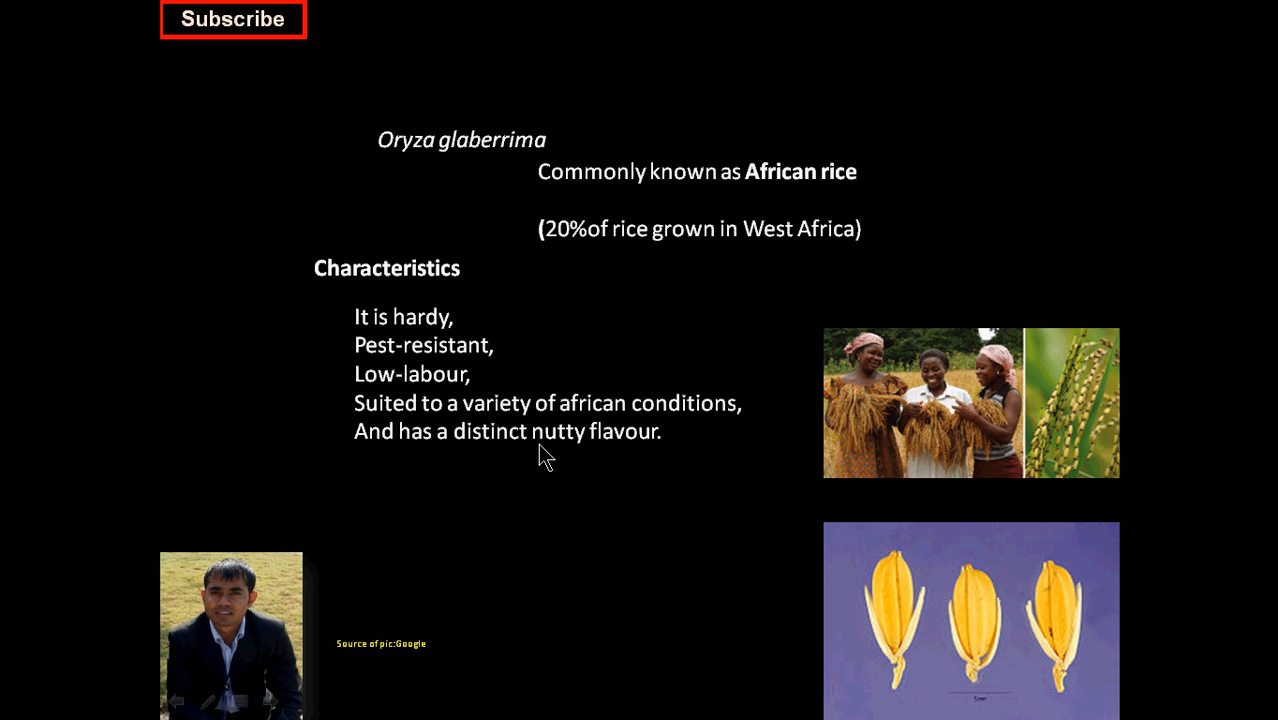 Subscribe
Oryza glaberrima
Commonly known as African rice
(20%of rice grown in West Africa)
Characteristics
It is hardy,
Pest-resistant,
Low-labour,
Suited to a variety of african conditions,
And has a distinct nutty flavour.
Source of pic:Google